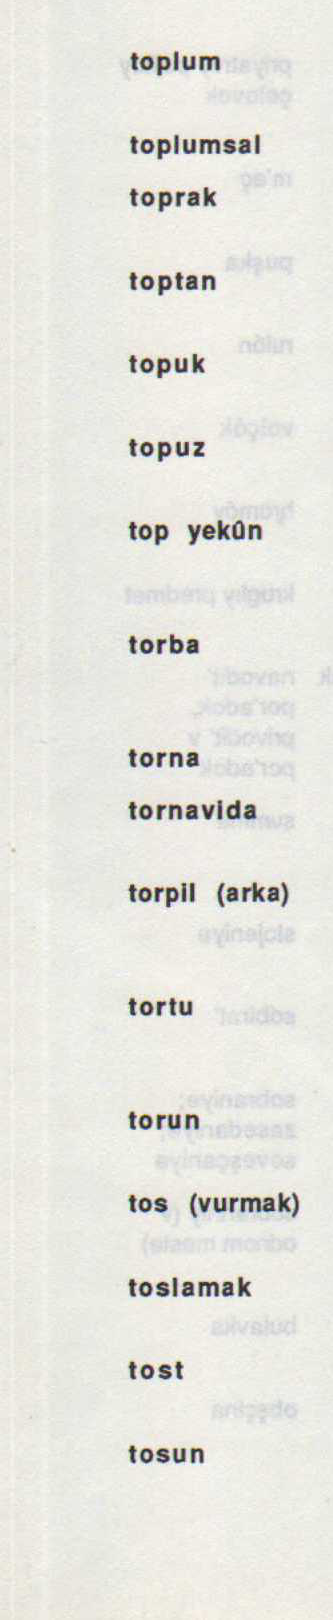 toplum
toplumsal
toprak
toptan
topuk
topuz
top yekûn
torba
torna
tornavida
torpil (arka)
tortu
torun
tos (vurmak)
toslamak
tost
tosun